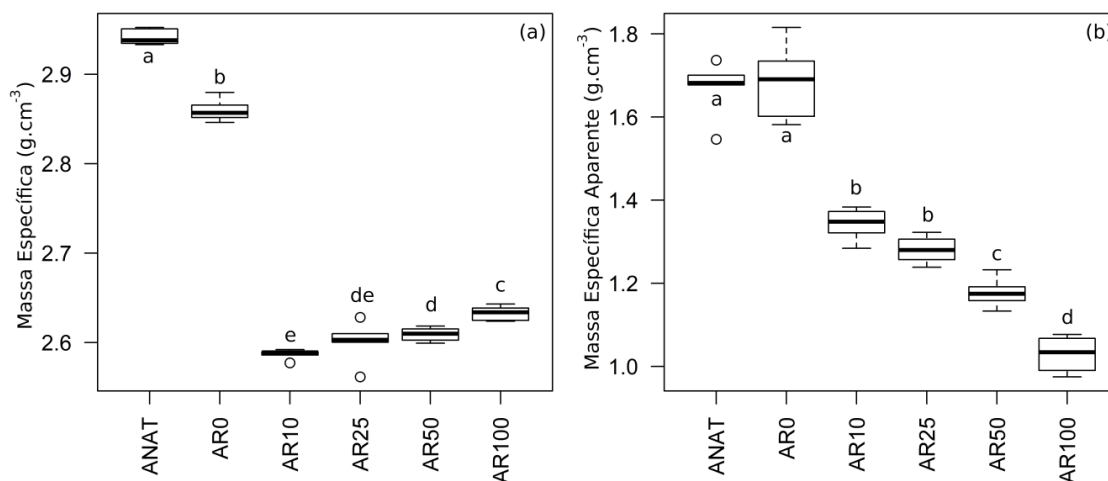 (a)
Massa Específica (g.cm-3)
2.9
2.8
2.7
2.6
a
b
e
de
d
c
ANAT
AR0
AR10
AR25
AR50
AR100
(b)
Massa Específica Aparente (g.cm-3)
1.8
1.6
1.4
1.2
1.0
a
a
b
b
c
d
ANAT
AR0
AR10
AR25
AR50
AR100